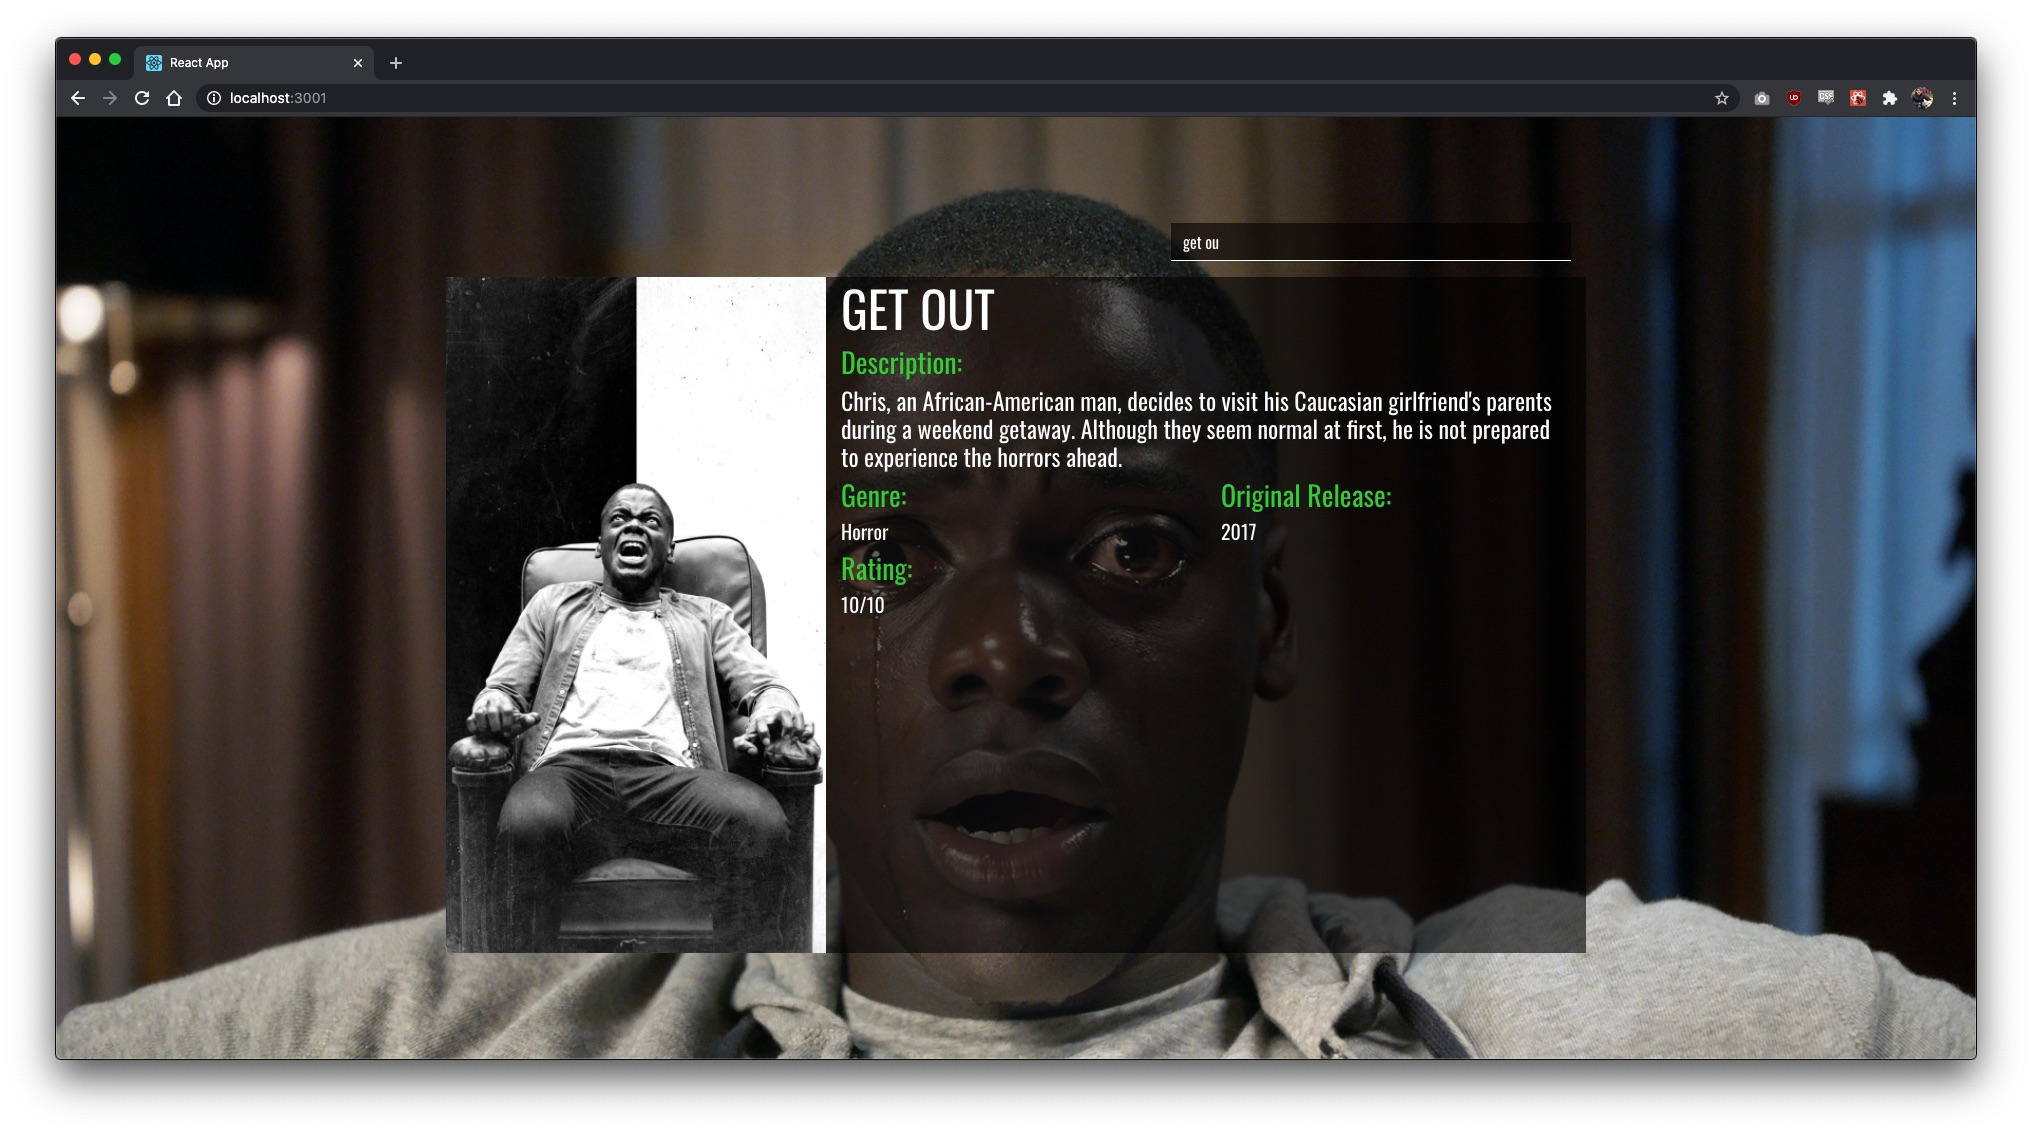 React App
localhost:3001
get ou
GET OUT
Description:
Chris, an African-American man, decides to visit his Caucasian girlfriend's parents
during a weekend getaway. Although they seem normal at first, he is not prepared
to experience the horrors ahead.
Genre:
Original Release:
Horror
2017
Rating:
10/10